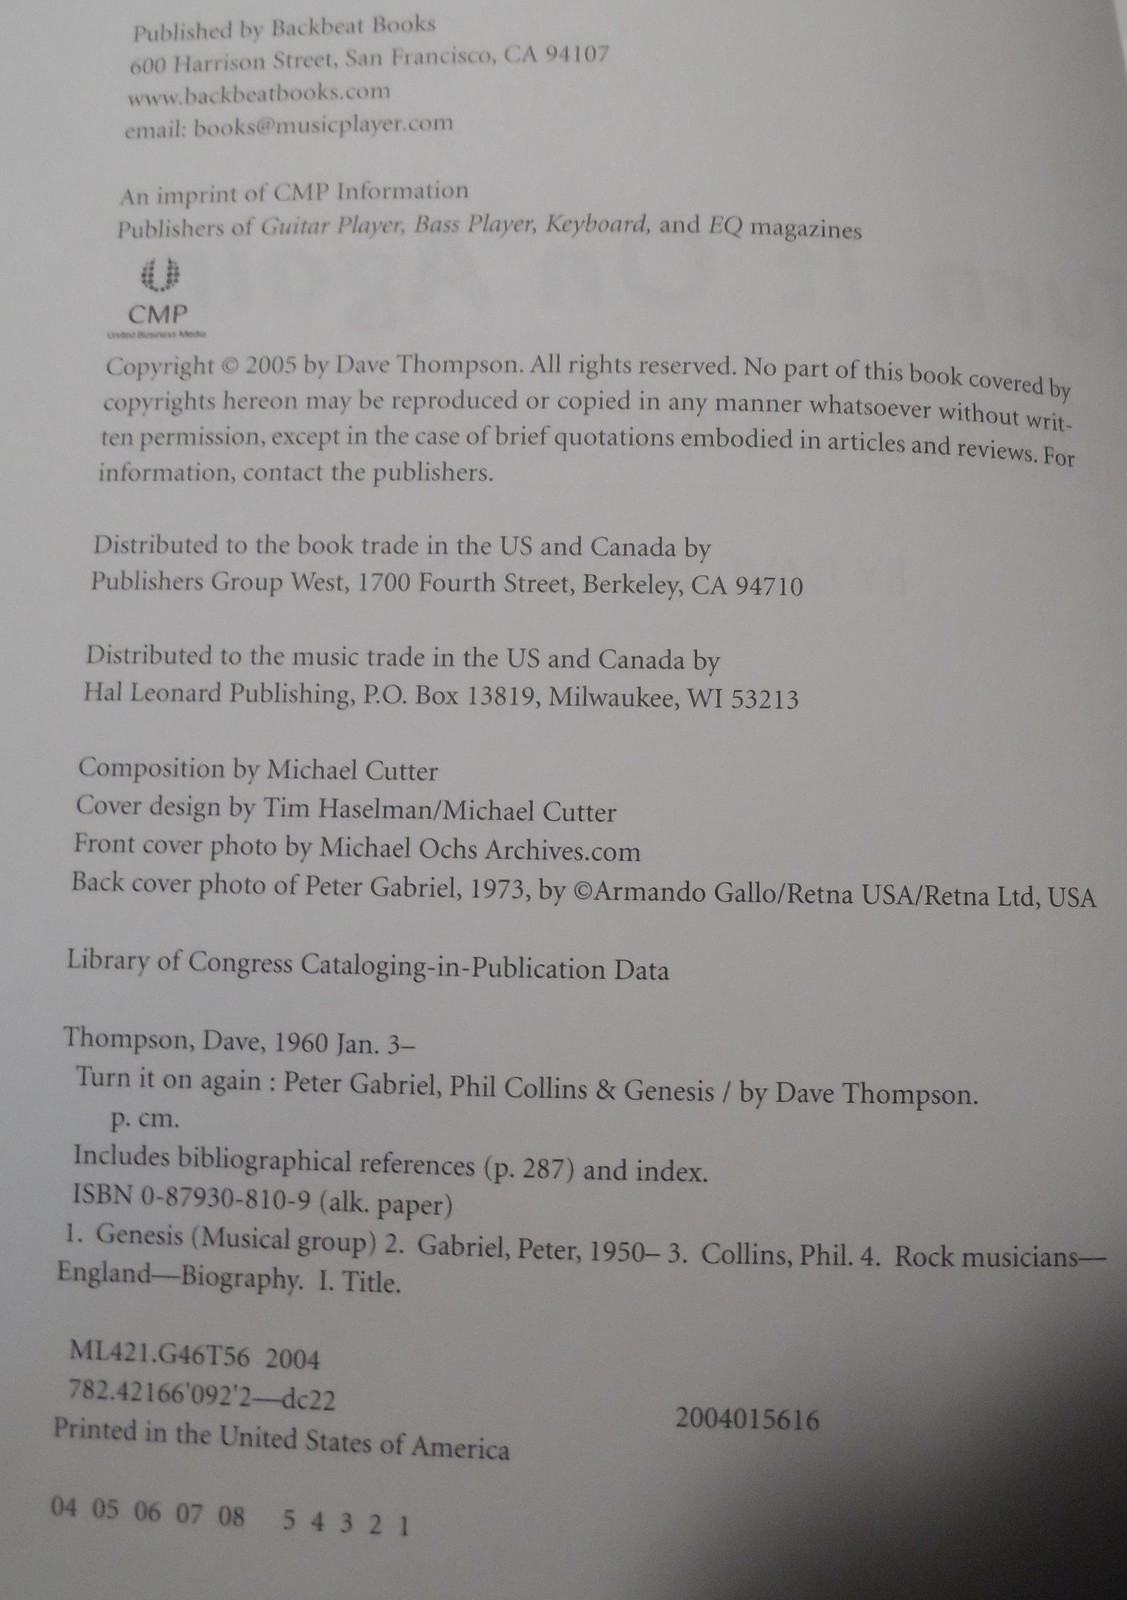 Published by Backbeat Books
600 Harrison Street, San Francisco, CA 94107
www.backbeatbooks.com
email: books@musicplayer.com
An imprint of CMP Information
Publishers of Guitar Player, Bass Player, Keyboard, and EQ magazines
CMP
United Business Media
Copyright © 2005 by Dave Thompson. All rights reserved. No part of this book covered by
copyrights hereon may be reproduced or copied in any manner whatsoever without writ-
ten permission, except in the case of brief quotations embodied in articles and reviews. For
information, contact the publishers.
Distributed to the book trade in the US and Canada by
Publishers Group West, 1700 Fourth Street, Berkeley, CA 94710
Distributed to the music trade in the US and Canada by
Hal Leonard Publishing, P.O. Box 13819, Milwaukee, WI 53213
Composition by Michael Cutter
Cover design by Tim Haselman/Michael Cutter
Front cover photo by Michael Ochs Archives.com
Back cover photo of Peter Gabriel, 1973, by ©Armando Gallo/Retna USA/Retna Ltd, USA
Library of Congress Cataloging-in-Publication Data
Thompson, Dave, 1960 Jan. 3–
Turn it on again : Peter Gabriel, Phil Collins & Genesis / by Dave Thompson.
p. cm.
Includes bibliographical references (p. 287) and index.
ISBN 0-87930-810-9 (alk. paper)
1. Genesis (Musical group) 2. Gabriel, Peter, 1950– 3. Collins, Phil. 4. Rock musicians—
England—Biography. I. Title.
ML421.G46T56 2004
782.42166'092'2—dc22
2004015616
Printed in the United States of America
04 05 06 07 08 5 4 3 2 1